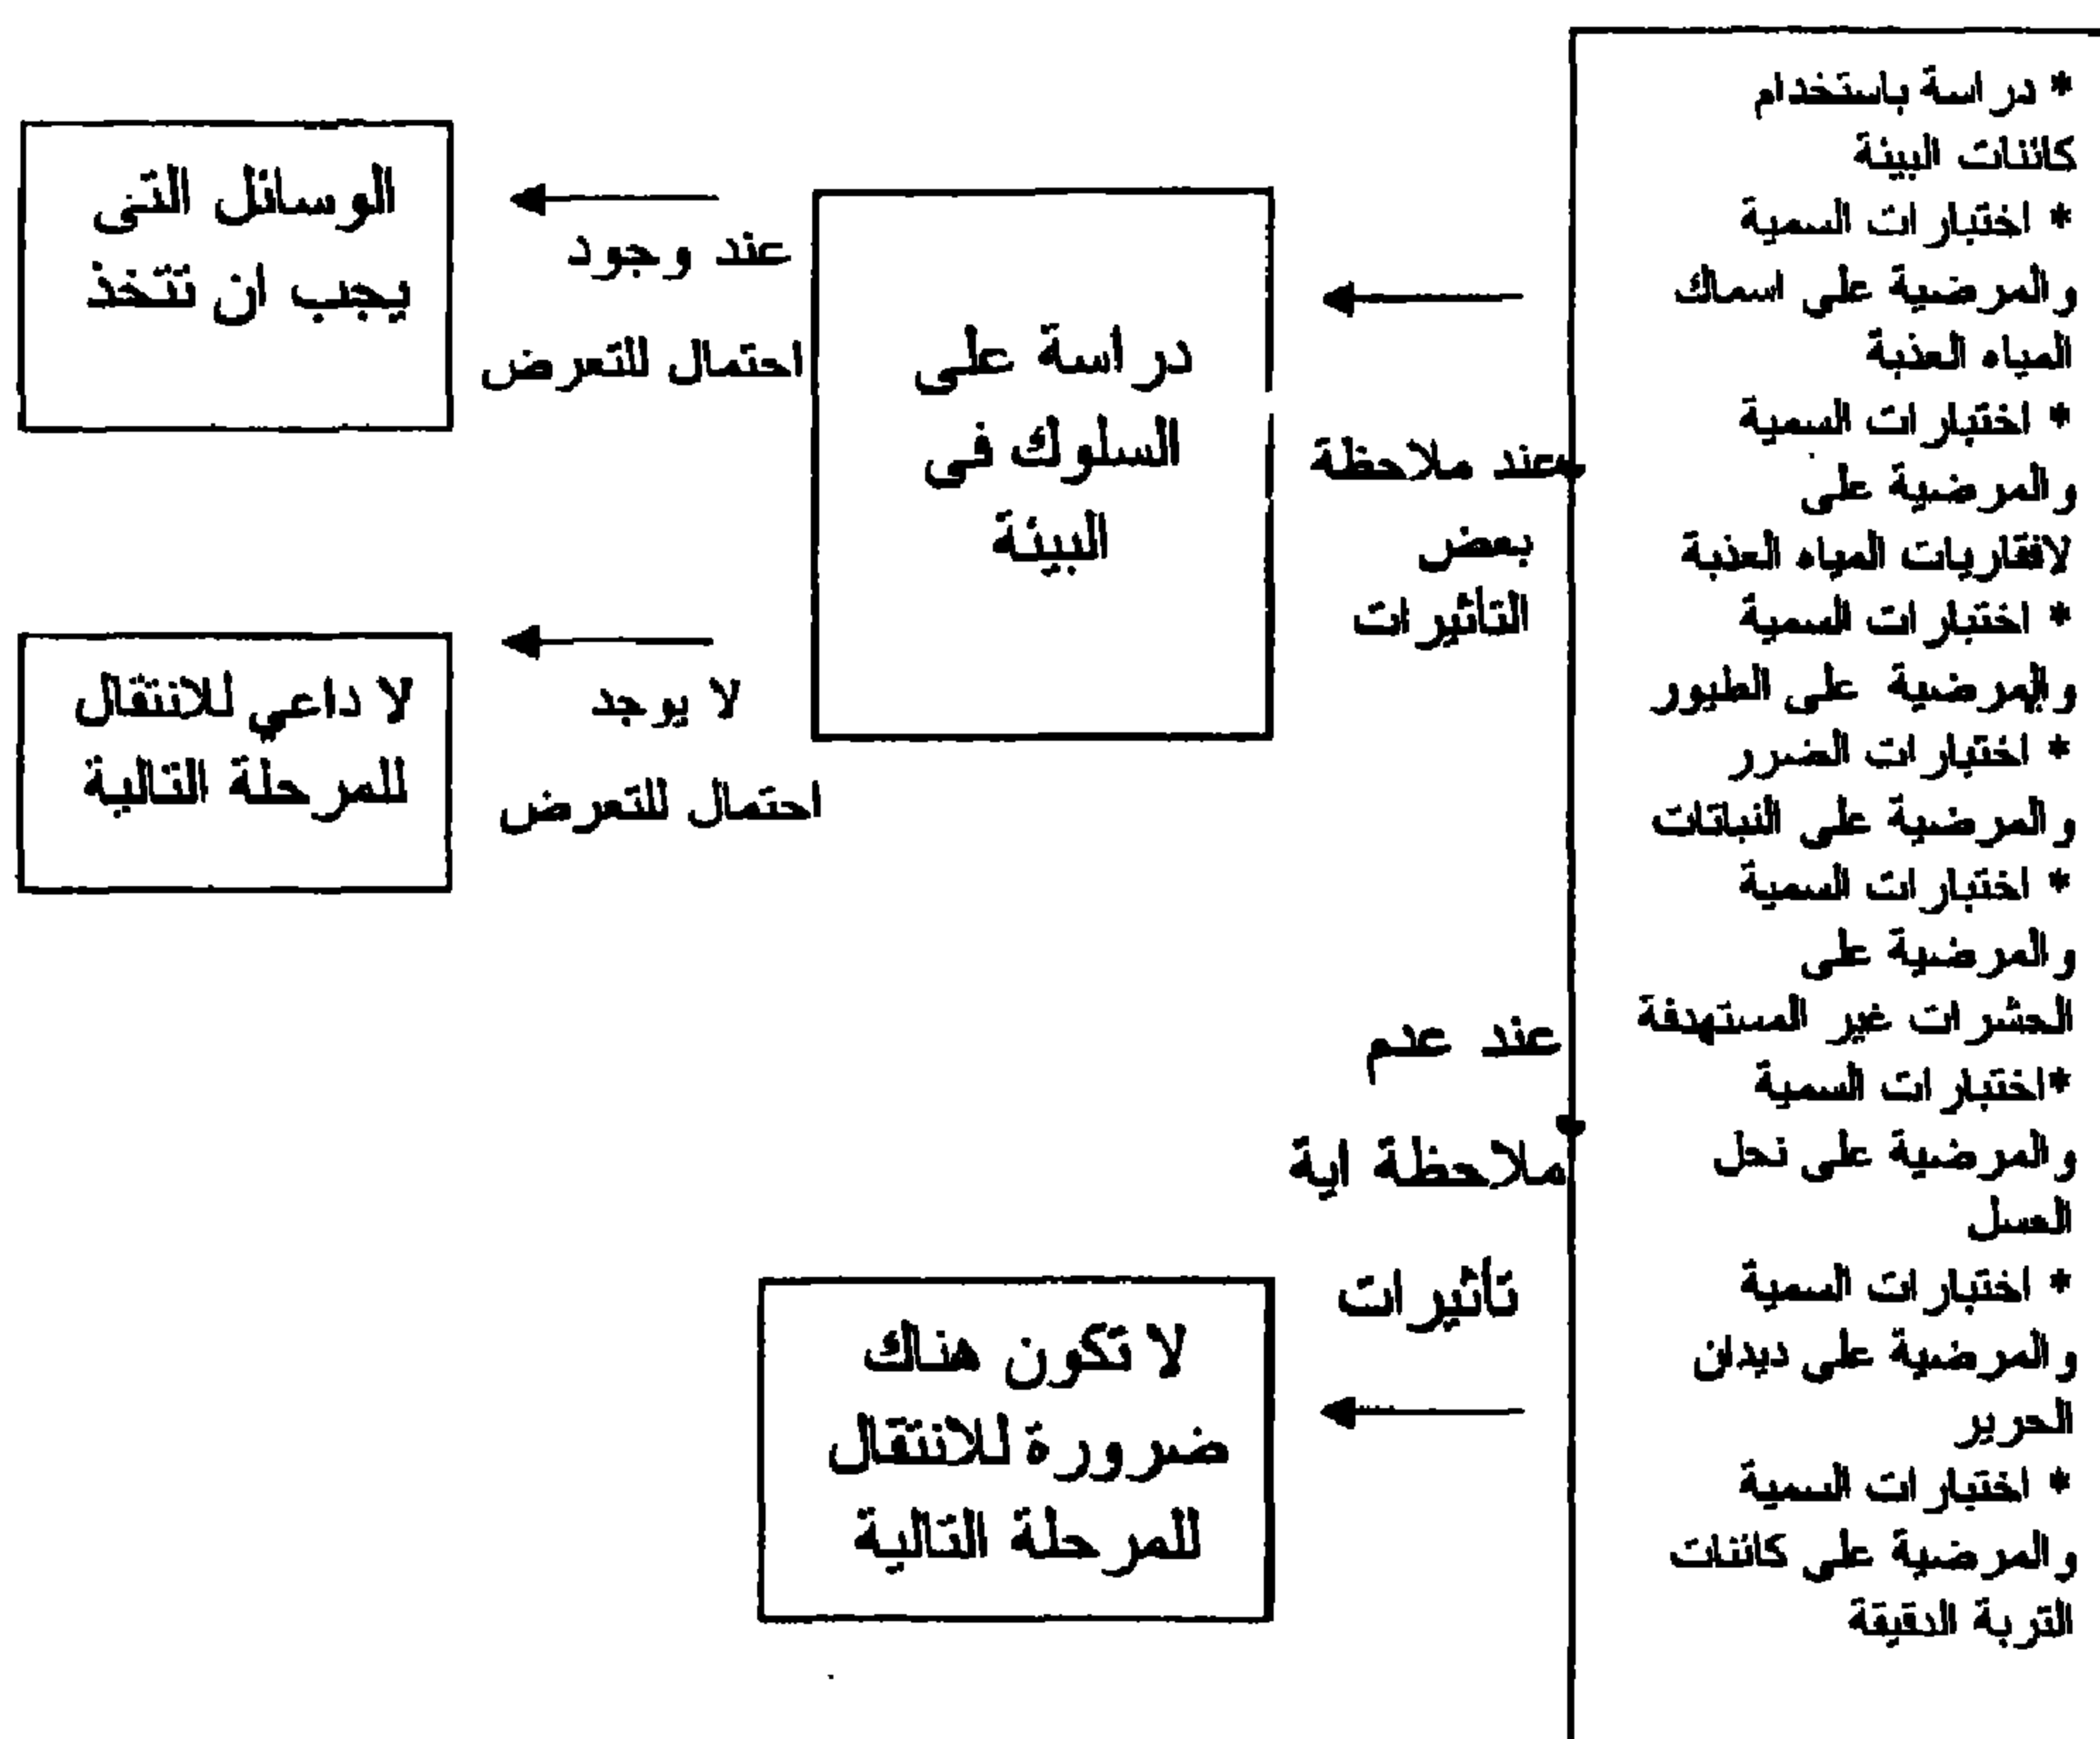 * دراسة باستخدام
كائنات البيئة
* اختبارات السمية
والمرضية على اسماك
المياه العذبة
* اختبارات السمية
والمرضية على
لافقاريات المياه العذبة
* اختبارات السمية
والمرضية على الطيور
* اختبارات الضرر
والمرضية على النباتات
* اختبارات السمية
والمرضية على
الحشرات غير المستهدفة
*اختبارات السمية
والمرضية على نحل
العسل
* اختبارات السمية
والمرضية على ديدان
الحرير
* اختبارات السمية
والمرضية على كائنات
التربة الدقيقة
عند ملاحظة
بعض
التأثيرات
دراسة على
السلوك فى
البيئة
عند وجود
احتمال للتعرض
الوسائل التى
يجب ان تتخذ
لا يوجد
احتمال للتعرض
لا داعي للانتقال
للمرحلة التالية
عند عدم
ملاحظة اية
تأثيرات
لا تكون هناك
ضرورة للانتقال
للمرحلة التالية